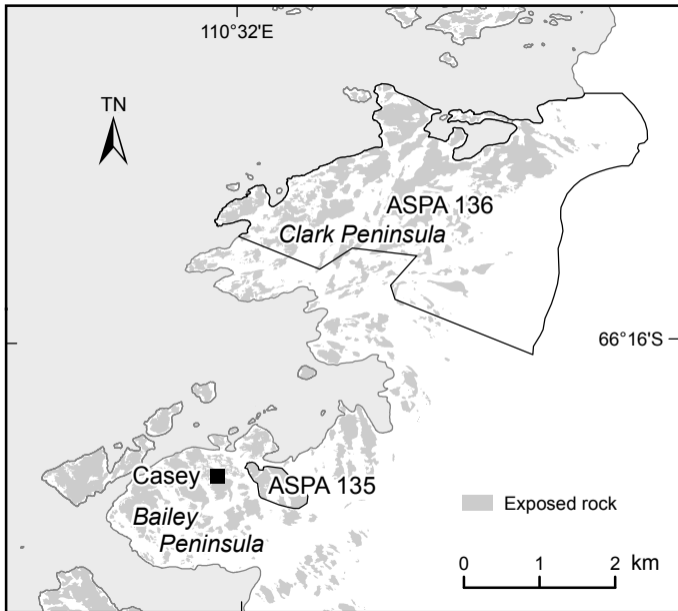 110°32'E
TN
ASPA 136
Clark Peninsula
66°16'S
Casey
ASPA 135
Bailey
Peninsula
Exposed rock
0 1 2 km